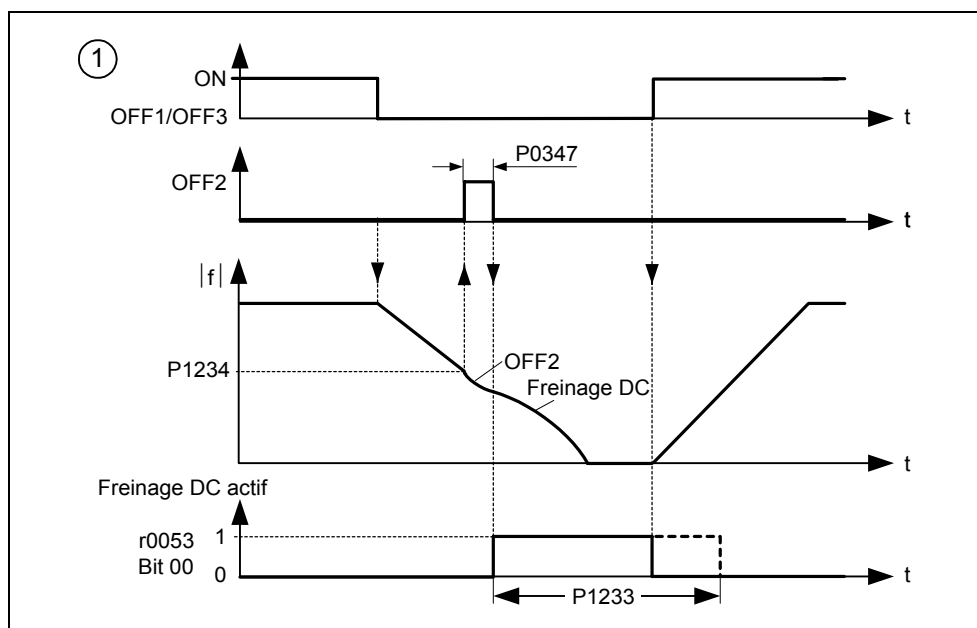 1
ON
OFF1/OFF3
t
P0347
OFF2
t
|f|
P1234
OFF2
Freinage DC
t
Freinage DC actif
r0053 1
Bit 00 0
t
P1233